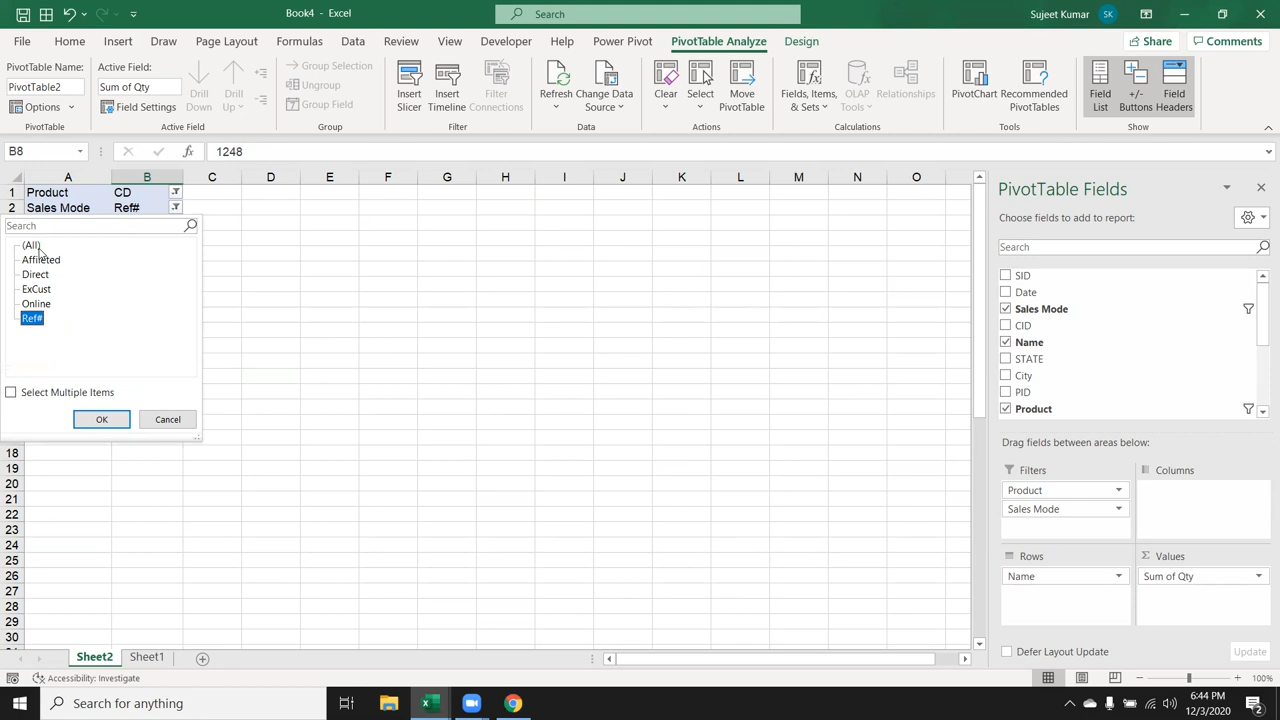 Book4 - Excel
Search
Sujeet Kumar
SK
File Home Insert Draw Page Layout Formulas Data Review View Developer Help Power Pivot PivotTable Analyze Design
Share
Comments
PivotTable Name:
PivotTable2
Options
PivotTable
Active Field:
Sum of Qty
Field Settings
Drill Down
Drill Up
Active Field
Group Selection
Ungroup
Group Field
Group
Insert Slicer
Insert Timeline
Filter Connections
Filter
Refresh
Change Data Source
Data
Clear
Select
Move PivotTable
Actions
Fields, Items, & Sets
OLAP Tools
Relationships
Calculations
PivotChart
Recommended PivotTables
Tools
Field List
+/- Buttons
Field Headers
Show
B8
fx
1248
A B C D E F G H I J K L M N O
1 Product CD
2 Sales Mode Ref#
Search
(All)
Affileted
Direct
ExCust
Online
Ref#
Select Multiple Items
OK
Cancel
18
19
20
21
22
23
24
25
26
27
28
29
30
PivotTable Fields
Choose fields to add to report:
Search
SID
Date
Sales Mode
CID
Name
STATE
City
PID
Product
Drag fields between areas below:
Filters
Columns
Product
Sales Mode
Rows
Σ Values
Name
Sum of Qty
Defer Layout Update
Update
Sheet2
Sheet1
Accessibility: Investigate
100%
Search for anything
6:44 PM
12/3/2020